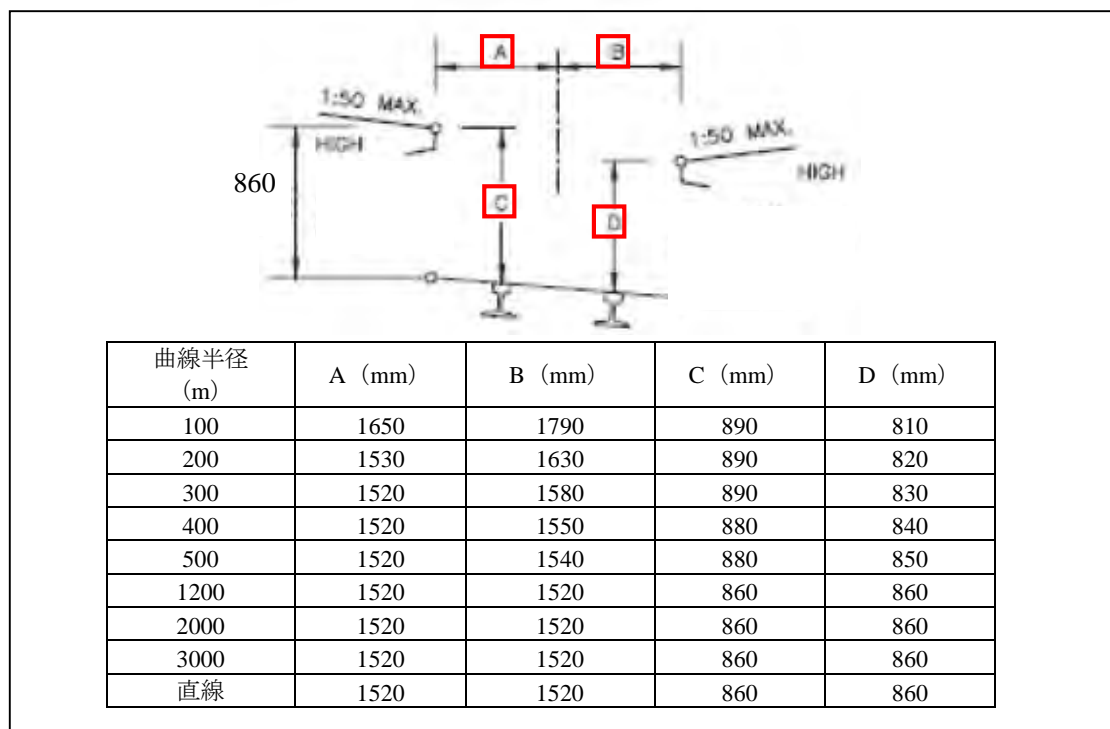 A B
1:50 MAX.
HIGH
1:50 MAX.
HIGH
860
C
D
曲線半径
(m)
A (mm) B (mm) C (mm) D (mm)
100 1650 1790 890 810
200 1530 1630 890 820
300 1520 1580 890 830
400 1520 1550 880 840
500 1520 1540 880 850
1200 1520 1520 860 860
2000 1520 1520 860 860
3000 1520 1520 860 860
直線 1520 1520 860 860